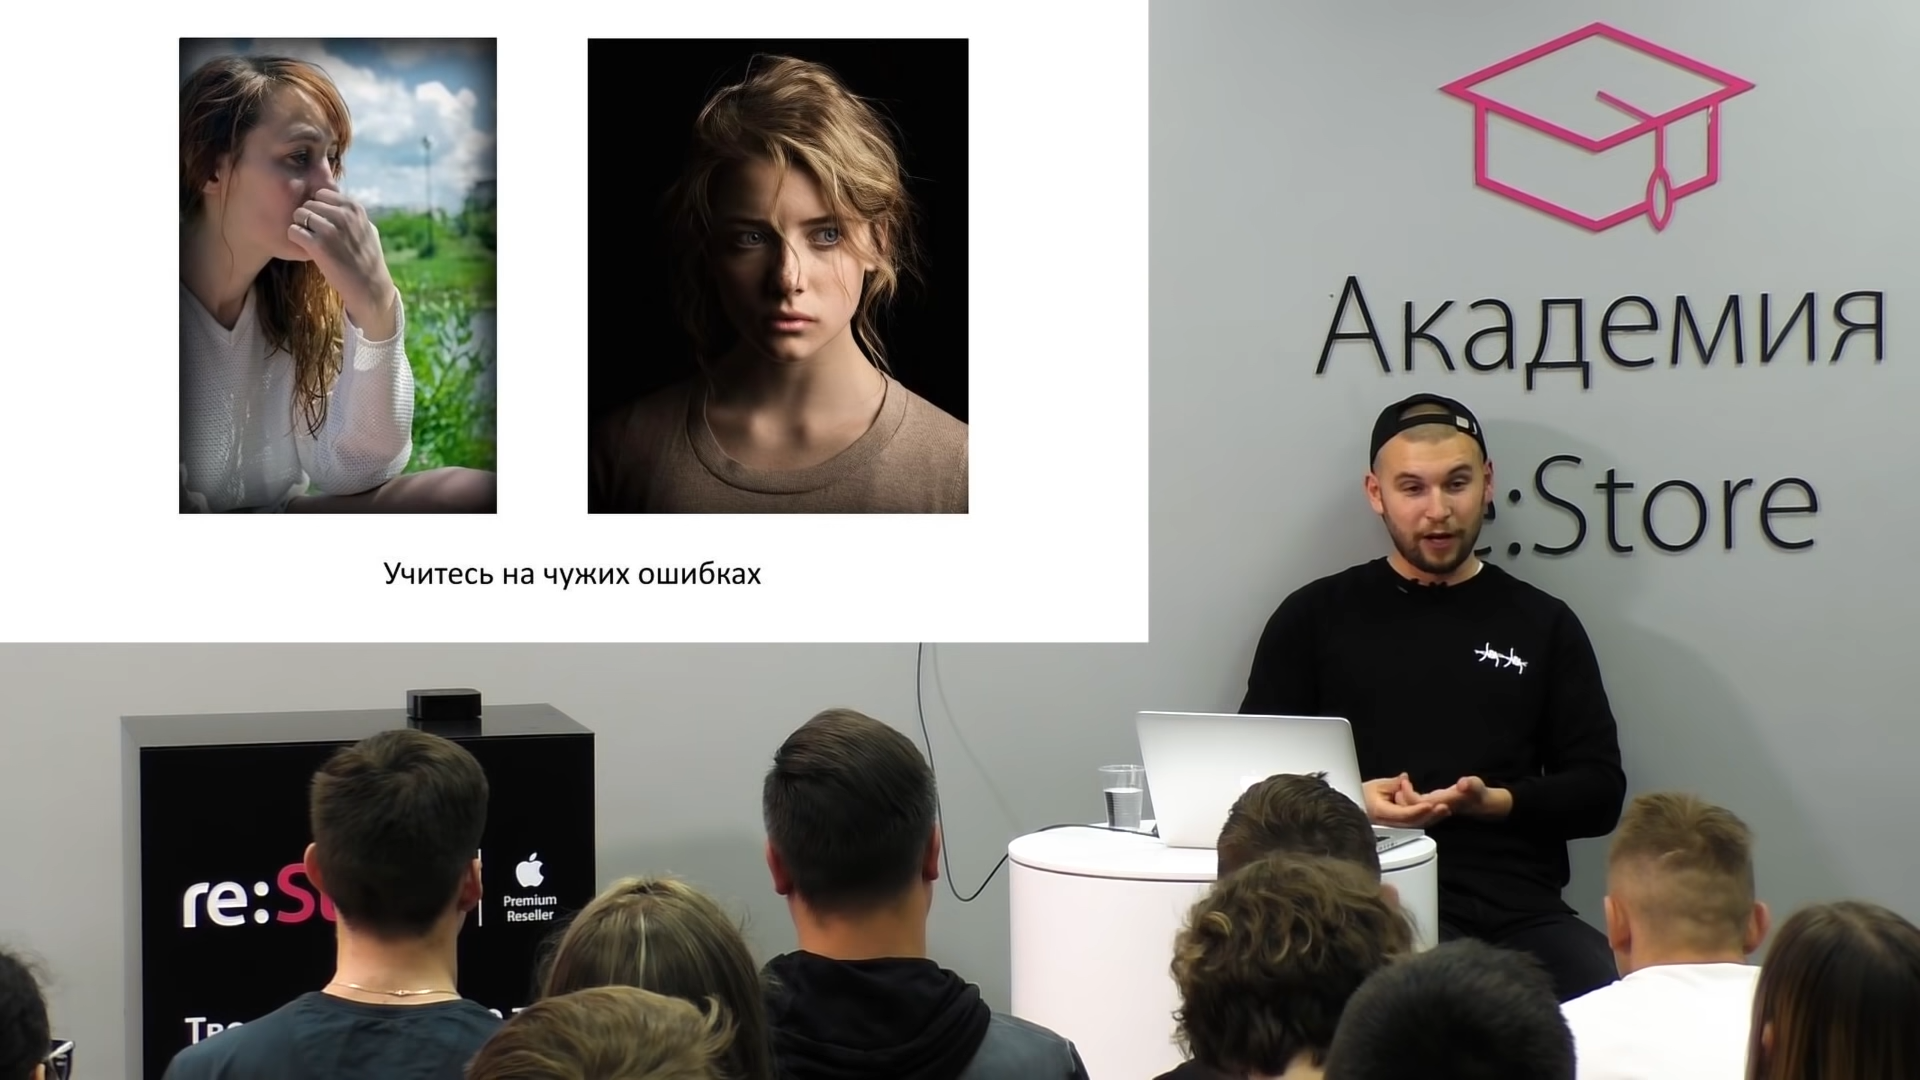 Учитесь на чужих ошибках
Академия
:Store
re:
Premium
Reseller